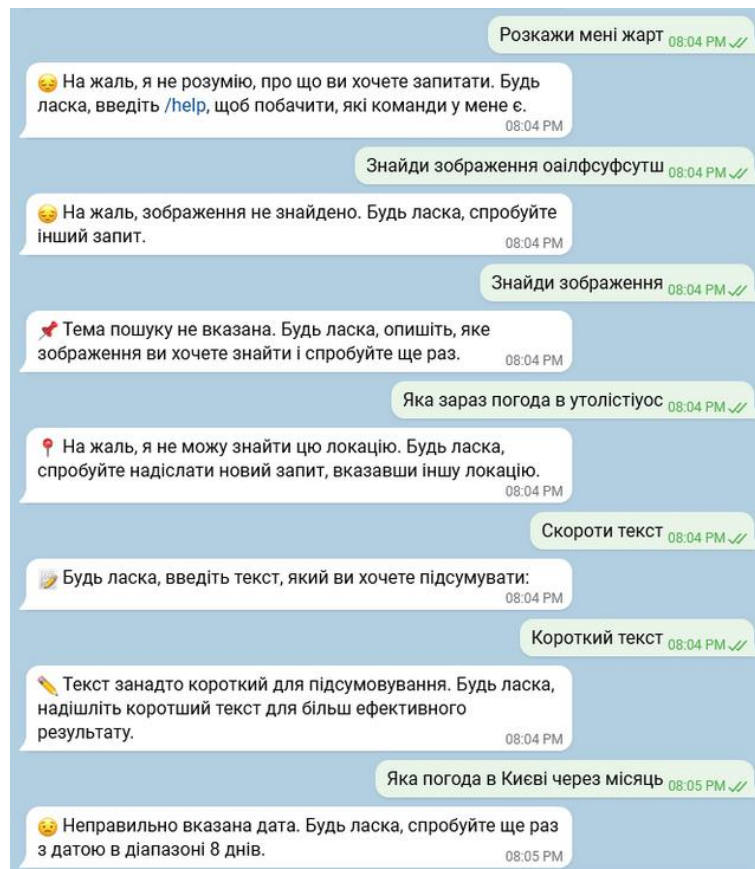 Розкажи мені жарт 08:04 PM
😔 На жаль, я не розумію, про що ви хочете запитати. Будь
ласка, введіть /help, щоб побачити, які команди у мене є.
08:04 PM
Знайди зображення оаілфсуфсутш 08:04 PM
😔 На жаль, зображення не знайдено. Будь ласка, спробуйте
інший запит. 08:04 PM
Знайди зображення 08:04 PM
📌 Тема пошуку не вказана. Будь ласка, опишіть, яке
зображення ви хочете знайти і спробуйте ще раз. 08:04 PM
Яка зараз погода в утолістіуос 08:04 PM
📍 На жаль, я не можу знайти цю локацію. Будь ласка,
спробуйте надіслати новий запит, вказавши іншу локацію.
08:04 PM
Скороти текст 08:04 PM
📝 Будь ласка, введіть текст, який ви хочете підсумувати:
08:04 PM
Короткий текст 08:04 PM
✏️ Текст занадто короткий для підсумовування. Будь ласка,
надішліть коротший текст для більш ефективного
результату. 08:04 PM
Яка погода в Києві через місяць 08:05 PM
😟 Неправильно вказана дата. Будь ласка, спробуйте ще раз
з датою в діапазоні 8 днів. 08:05 PM